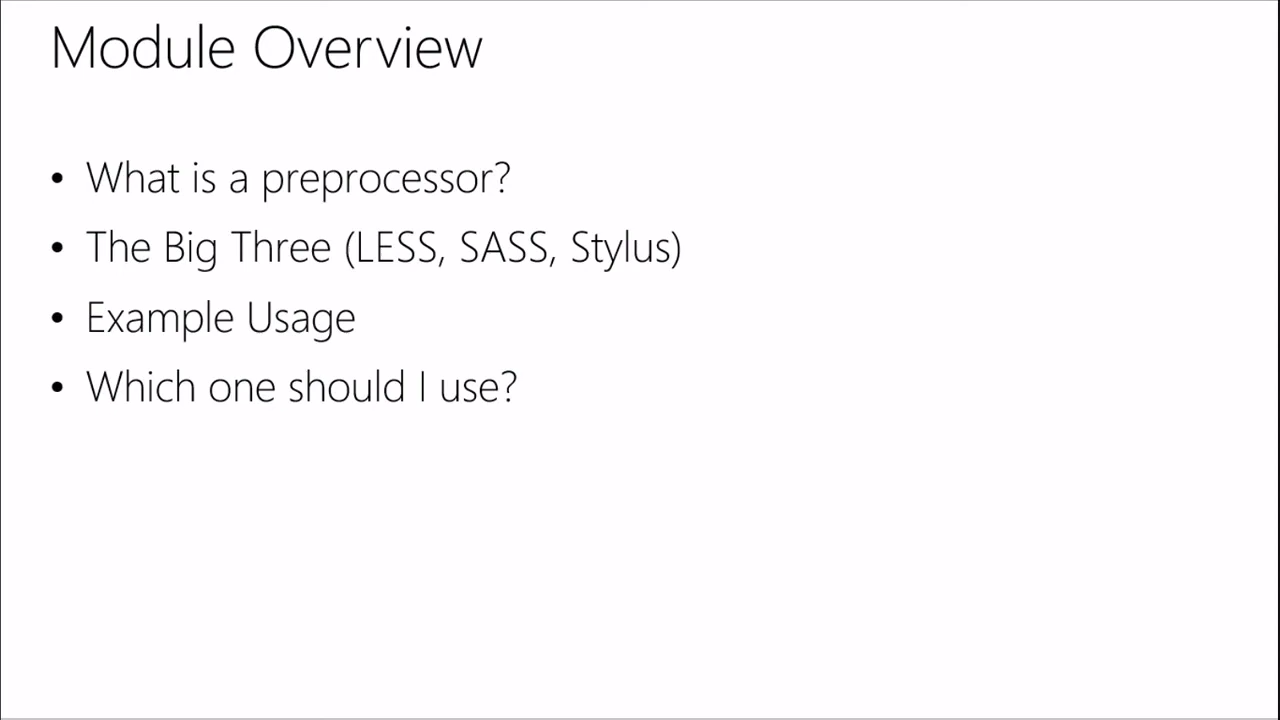 Module Overview
• What is a preprocessor?
• The Big Three (LESS, SASS, Stylus)
• Example Usage
• Which one should I use?